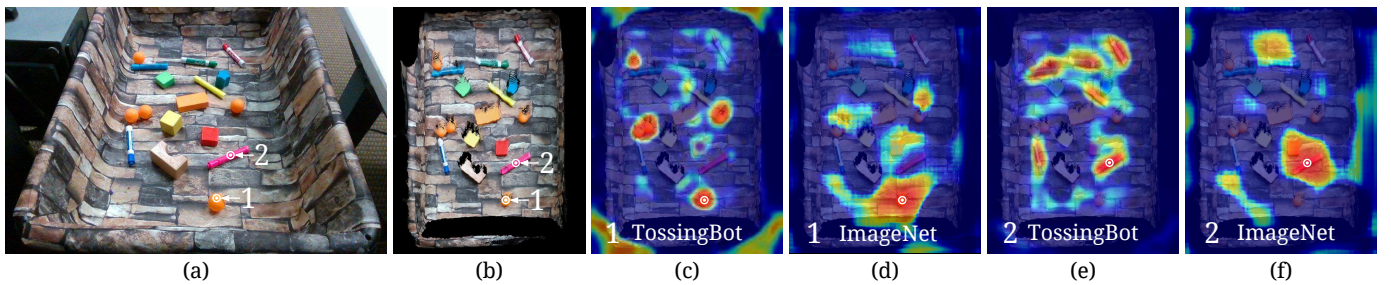 2
1
2
1
1 TossingBot
1 ImageNet
2 TossingBot
2 ImageNet
(a) (b) (c) (d) (e) (f)